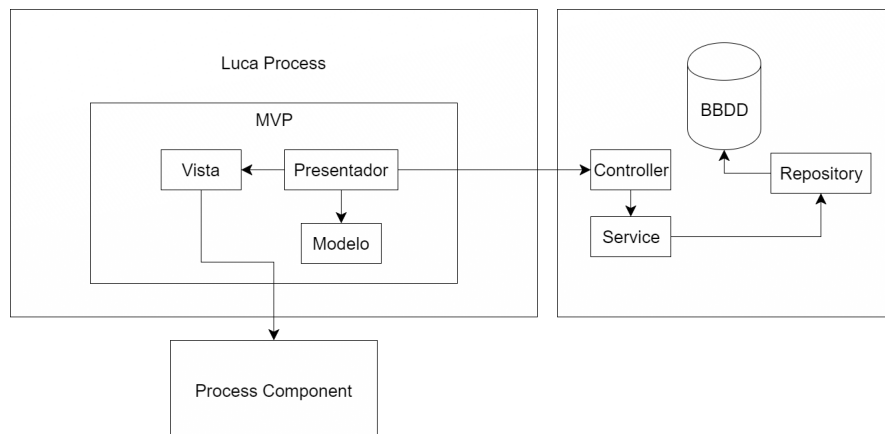 Luca Process
MVP
Vista
Presentador
Modelo
Process Component
BBDD
Controller
Repository
Service